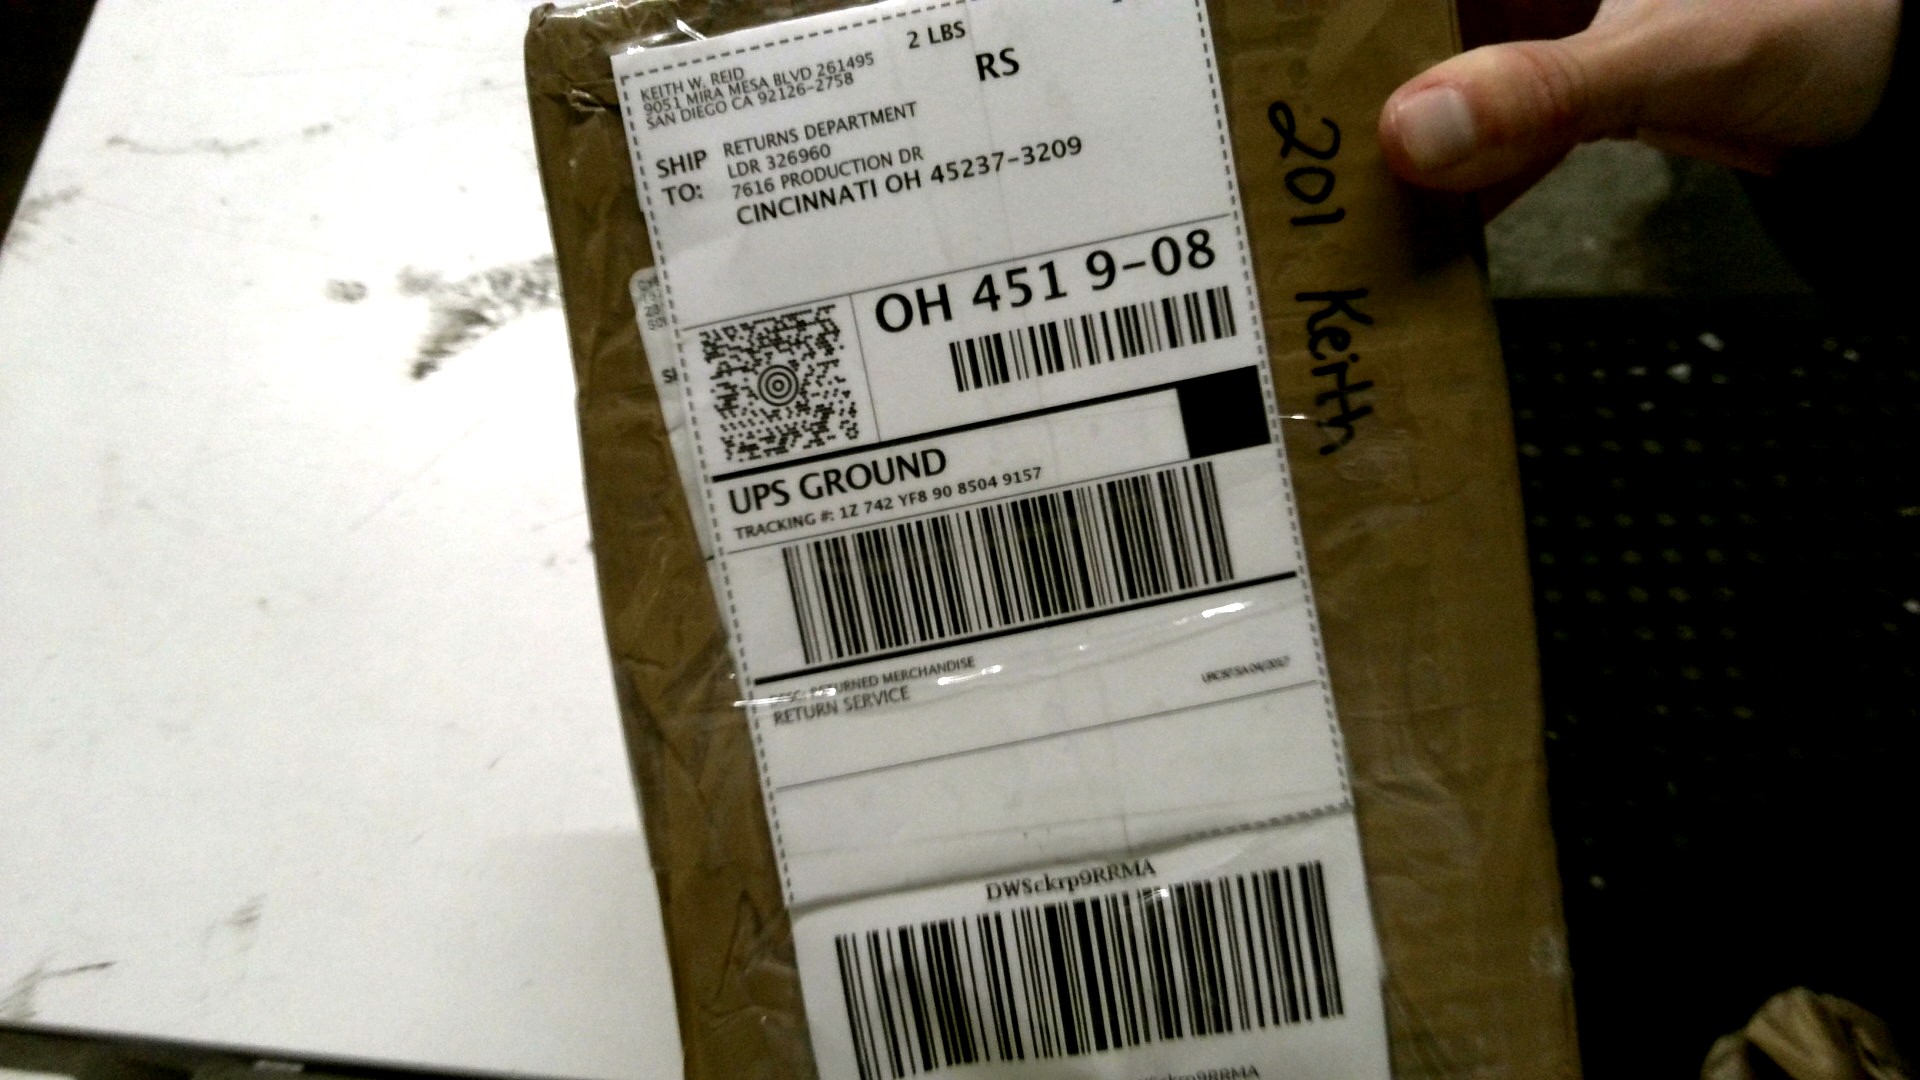 2 LBS
RS
KEITH W. REID
9051 MIRA MESA BLVD 261495
SAN DIEGO CA 92126-2758
SHIP TO:
RETURNS DEPARTMENT
LDR 326960
7616 PRODUCTION DR
CINCINNATI OH 45237-3209
OH 451 9-08
UPS GROUND
TRACKING #: 1Z 742 YF8 90 8504 9157
RETURNED MERCHANDISE
RETURN SERVICE
DWSckrp9RRMA
201 Keith